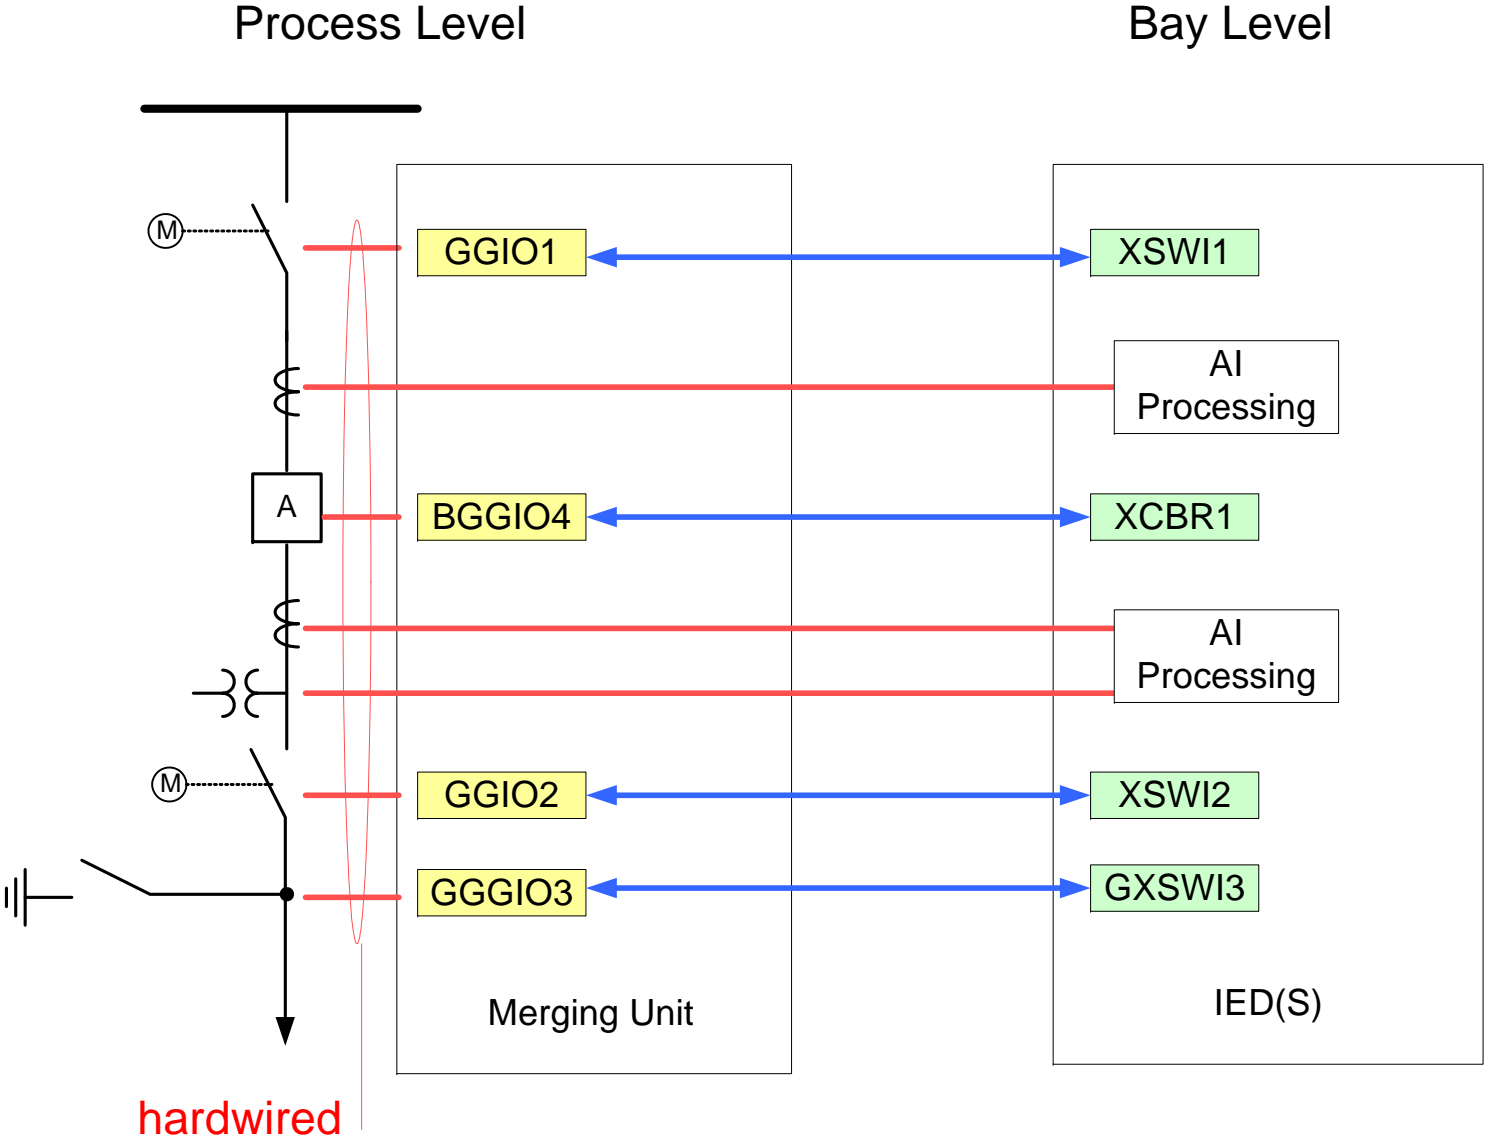 Process Level
Bay Level
M
GGIO1
XSWI1
AI
Processing
A
BGGIO4
XCBR1
AI
Processing
M
GGIO2
XSWI2
GGGIO3
GXSWI3
Merging Unit
IED(S)
hardwired